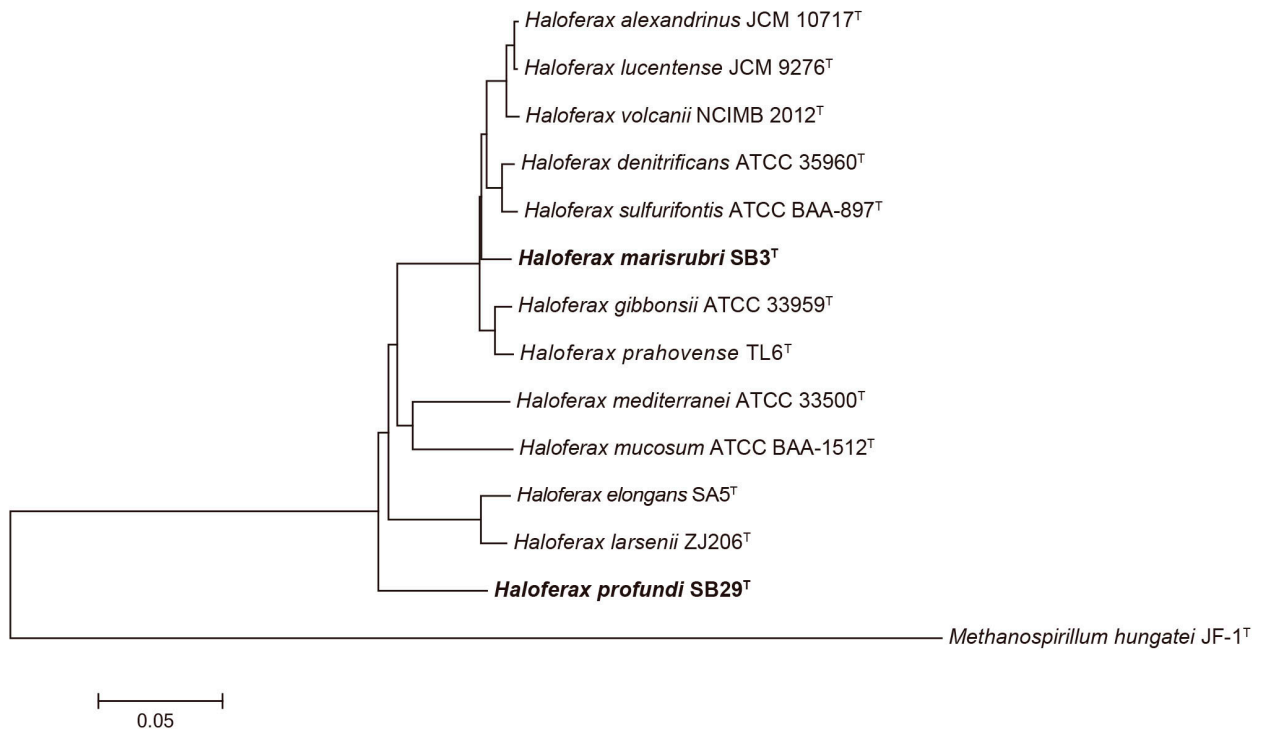 Haloferax alexandrinus JCM 10717ᵀ
Haloferax lucentense JCM 9276ᵀ
Haloferax volcanii NCIMB 2012ᵀ
Haloferax denitrificans ATCC 35960ᵀ
Haloferax sulfurifontis ATCC BAA-897ᵀ
Haloferax marisrubri SB3ᵀ
Haloferax gibbonsii ATCC 33959ᵀ
Haloferax prahovense TL6ᵀ
Haloferax mediterranei ATCC 33500ᵀ
Haloferax mucosum ATCC BAA-1512ᵀ
Haloferax elongans SA5ᵀ
Haloferax larsenii ZJ206ᵀ
Haloferax profundi SB29ᵀ
Methanospirillum hungatei JF-1ᵀ
0.05